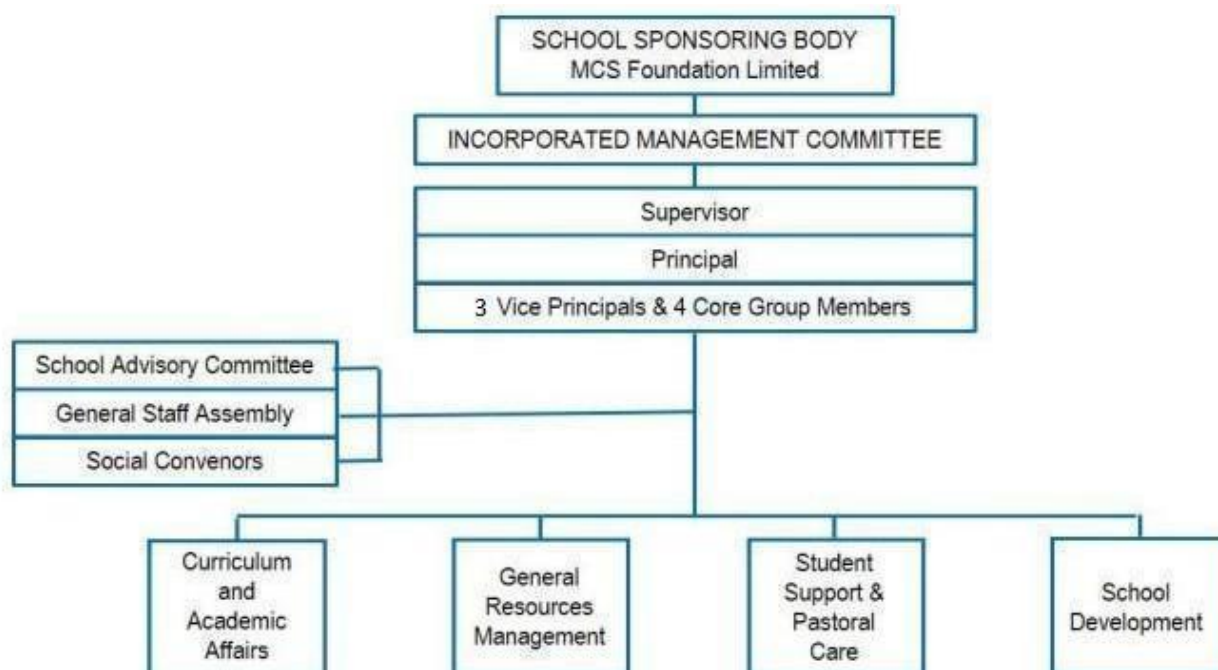 SCHOOL SPONSORING BODY
MCS Foundation Limited
INCORPORATED MANAGEMENT COMMITTEE
Supervisor
Principal
3 Vice Principals & 4 Core Group Members
School Advisory Committee
General Staff Assembly
Social Convenors
Curriculum
and
Academic
Affairs
General
Resources
Management
Student
Support &
Pastoral
Care
School
Development